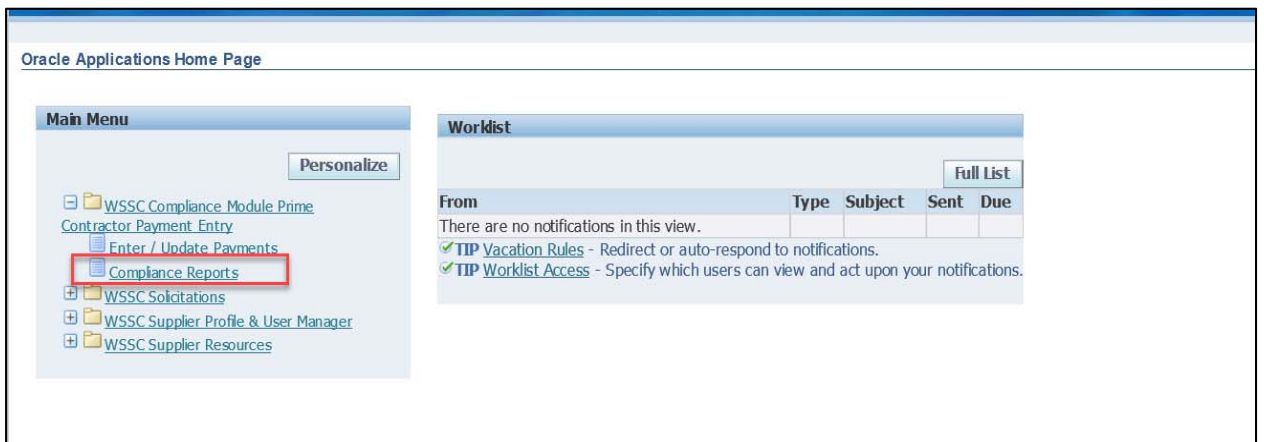 Oracle Applications Home Page
Main Menu
Personalize
WSSC Compliance Module Prime
Contractor Payment Entry
Enter / Update Payments
Compliance Reports
WSSC Solicitations
WSSC Supplier Profile & User Manager
WSSC Supplier Resources
Worklist
Full List
From Type Subject Sent Due
There are no notifications in this view.
TIP Vacation Rules - Redirect or auto-respond to notifications.
TIP Worklist Access - Specify which users can view and act upon your notifications.